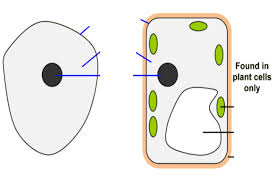 Found in
plant cells
only